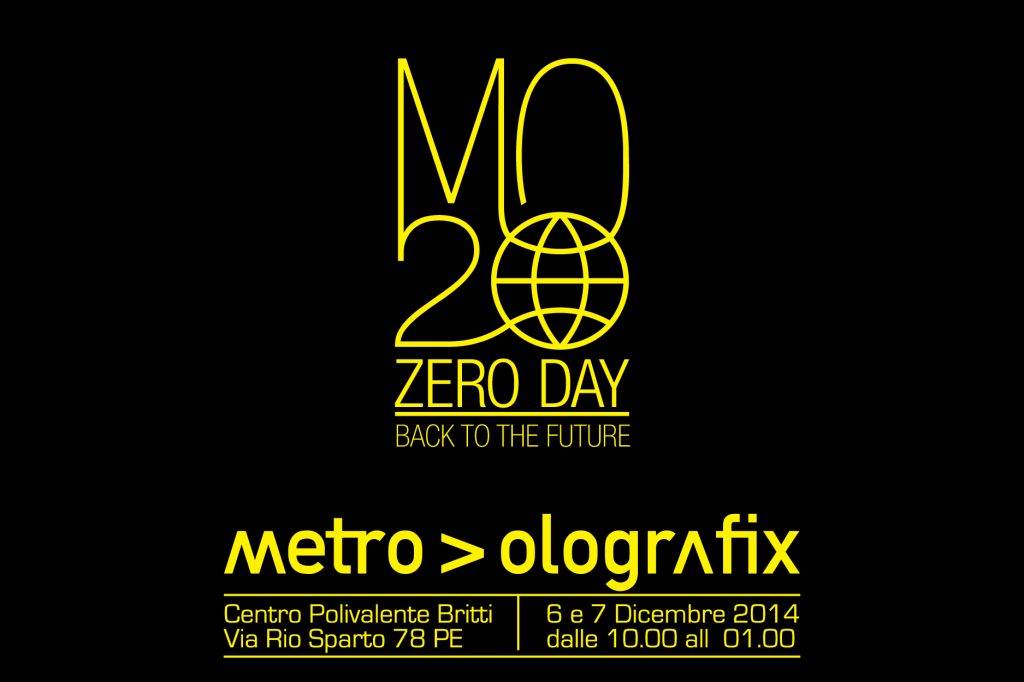 MO
20
ZERO DAY
BACK TO THE FUTURE
metro > olografix
Centro Polivalente Britti
Via Rio Sparto 78 PE
6 e 7 Dicembre 2014
dalle 10.00 all 01.00